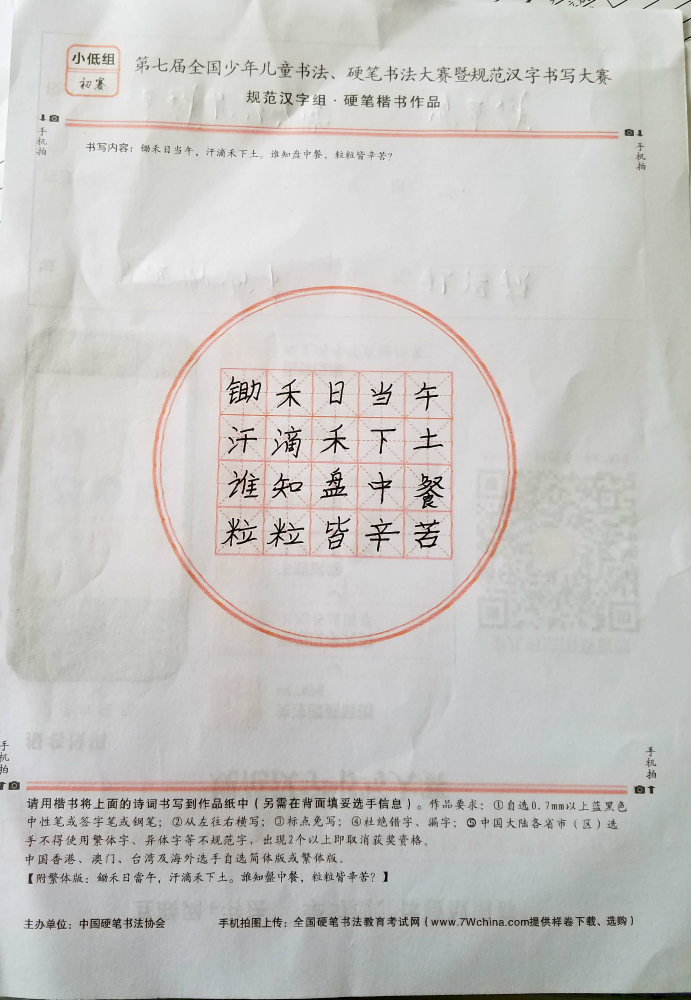 小低组
初赛
第七届全国少年儿童书法、硬笔书法大赛暨规范汉字书写大赛
规范汉字组·硬笔楷书作品
手机拍
手机拍
书写内容：锄禾日当午，汗滴禾下土。谁知盘中餐，粒粒皆辛苦？
锄禾日当午
汗滴禾下土
谁知盘中餐
粒粒皆辛苦
手机拍
手机拍
请用楷书将上面的诗词书写到作品纸中（另需在背面填妥选手信息）。作品要求：①自选0.7mm以上蓝黑色
中性笔或签字笔或钢笔；②从左往右横写；③标点免写；④杜绝错字、漏字；⑤中国大陆各省市（区）选
手不得使用繁体字、异体字等不规范字，出现2个以上即取消获奖资格。
中国香港、澳门、台湾及海外选手自选简体版或繁体版。
【附繁体版：鋤禾日當午，汗滴禾下土。誰知盤中餐，粒粒皆辛苦？】
主办单位：中国硬笔书法协会
手机拍图上传：全国硬笔书法教育考试网（www.7Wchina.com提供样卷下载、选购）